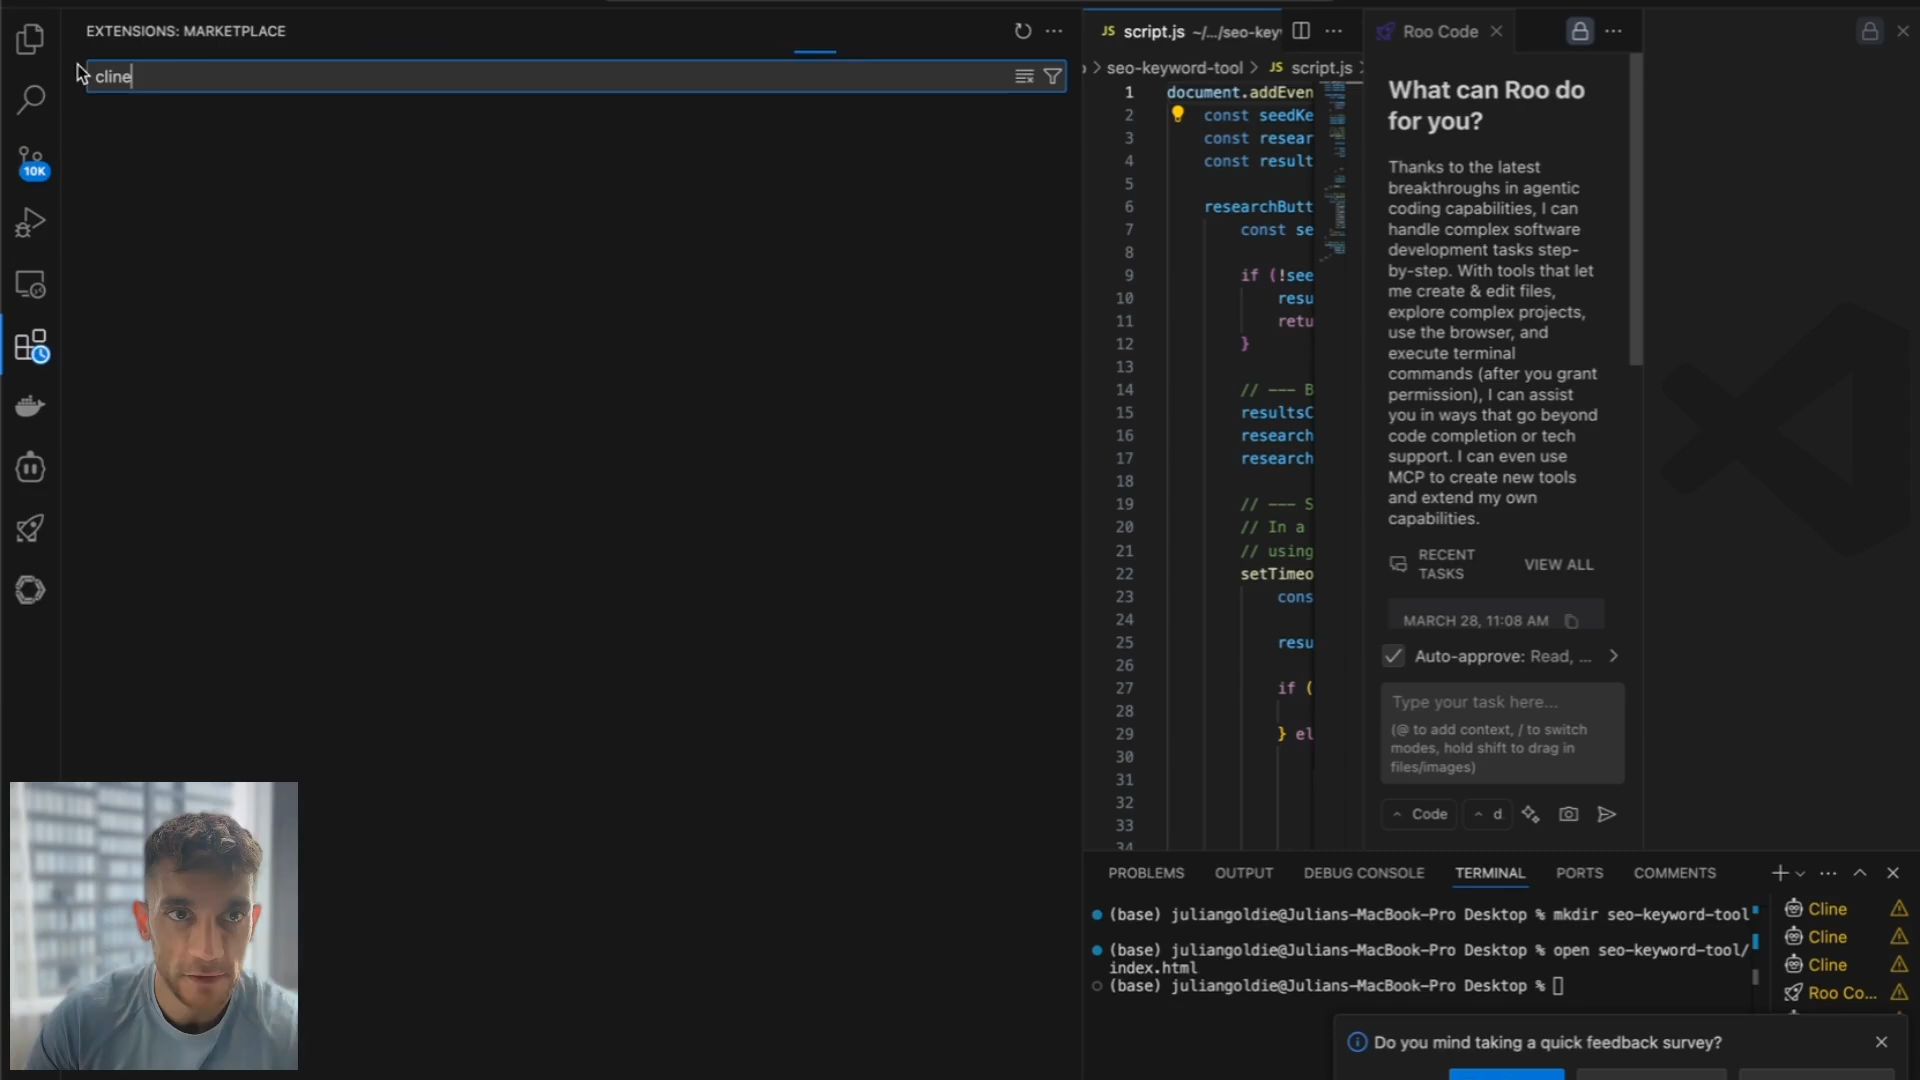 EXTENSIONS: MARKETPLACE
cline
10K
JS script.js ~/.../seo-key
seo-keyword-tool > JS script.js
1 document.addEven
2 const seedKe
3 const resear
4 const result
5
6 researchButt
7 const se
8
9 if (!see
10 resu
11 retu
12 }
13
14 // --- B
15 resultsC
16 research
17 research
18
19 // --- S
20 // In a
21 // using
22 setTimeo
23 cons
24
25 resu
26
27 if (
28
29 } el
30
31
32
33
34
Roo Code
What can Roo do
for you?
Thanks to the latest
breakthroughs in agentic
coding capabilities, I can
handle complex software
development tasks step-
by-step. With tools that let
me create & edit files,
explore complex projects,
use the browser, and
execute terminal
commands (after you grant
permission), I can assist
you in ways that go beyond
code completion or tech
support. I can even use
MCP to create new tools
and extend my own
capabilities.
RECENT
TASKS
VIEW ALL
MARCH 28, 11:08 AM
Auto-approve: Read, ...
Type your task here...
(@ to add context, / to switch
modes, hold shift to drag in
files/images)
Code
d
PROBLEMS OUTPUT DEBUG CONSOLE TERMINAL PORTS COMMENTS
(base) juliangoldie@Julians-MacBook-Pro Desktop % mkdir seo-keyword-tool
(base) juliangoldie@Julians-MacBook-Pro Desktop % open seo-keyword-tool/
index.html
(base) juliangoldie@Julians-MacBook-Pro Desktop %
Cline
Cline
Cline
Roo Co...
Do you mind taking a quick feedback survey?